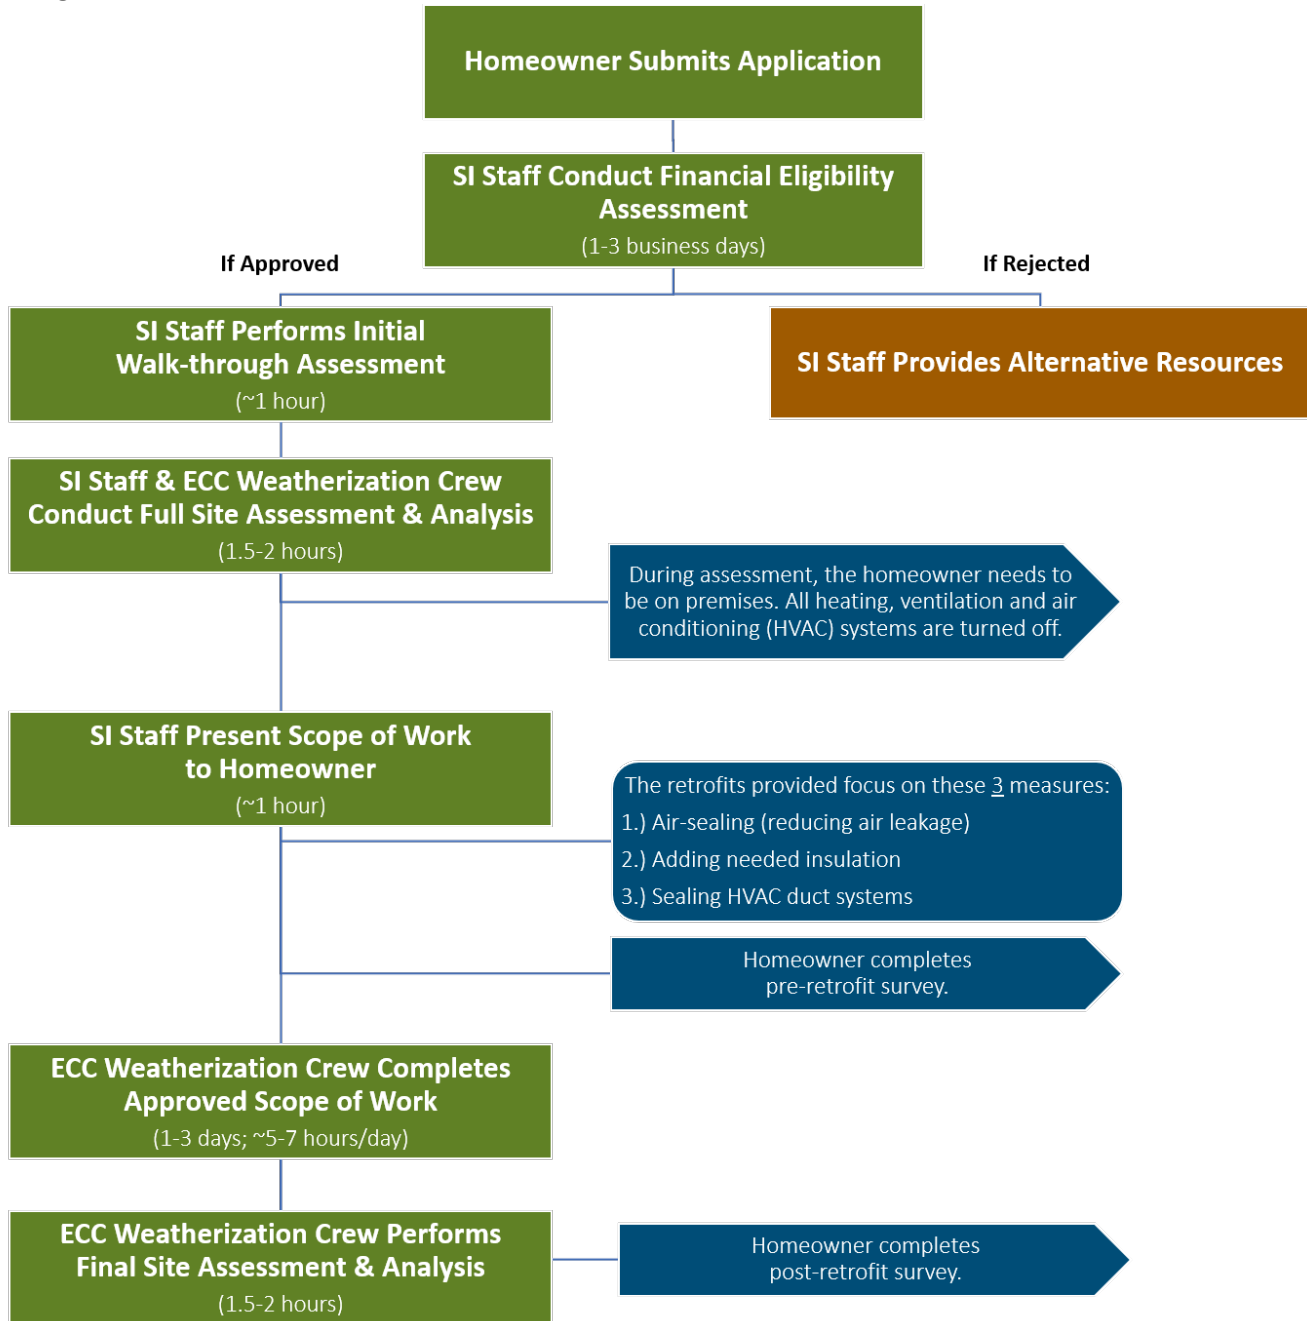 Homeowner Submits Application
SI Staff Conduct Financial Eligibility
Assessment
(1-3 business days)
If Approved
If Rejected
SI Staff Performs Initial
Walk-through Assessment
(~1 hour)
SI Staff Provides Alternative Resources
SI Staff & ECC Weatherization Crew
Conduct Full Site Assessment & Analysis
(1.5-2 hours)
During assessment, the homeowner needs to
be on premises. All heating, ventilation and air
conditioning (HVAC) systems are turned off.
SI Staff Present Scope of Work
to Homeowner
(~1 hour)
The retrofits provided focus on these 3 measures:
1.) Air-sealing (reducing air leakage)
2.) Adding needed insulation
3.) Sealing HVAC duct systems
Homeowner completes
pre-retrofit survey.
ECC Weatherization Crew Completes
Approved Scope of Work
(1-3 days; ~5-7 hours/day)
ECC Weatherization Crew Performs
Final Site Assessment & Analysis
(1.5-2 hours)
Homeowner completes
post-retrofit survey.